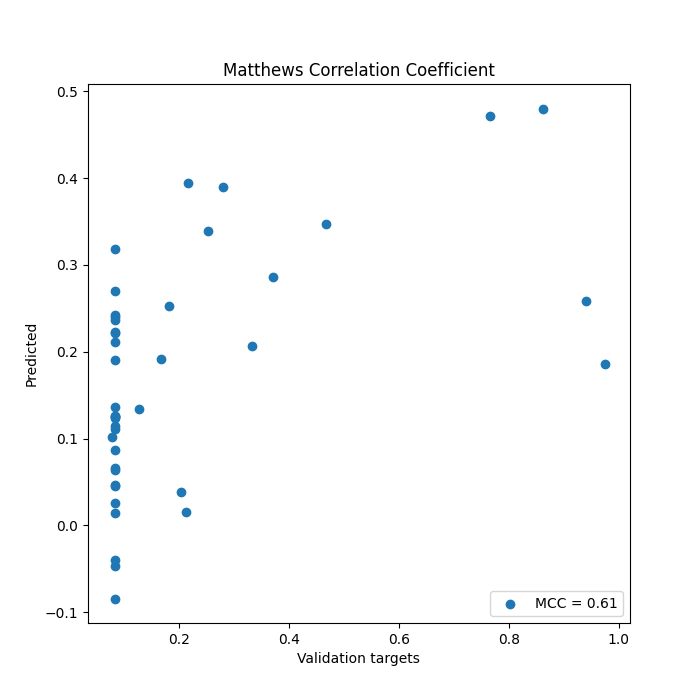 Matthews Correlation Coefficient
0.5
0.4
0.3
0.2
0.1
0.0
−0.1
Predicted
MCC = 0.61
0.2 0.4 0.6 0.8 1.0
Validation targets